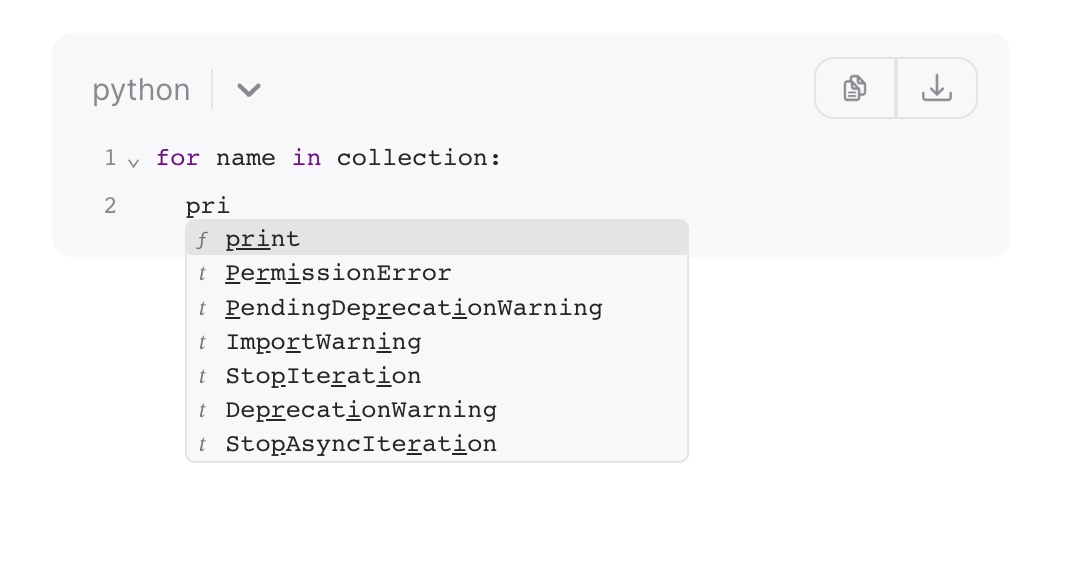 python
1 for name in collection:
2 pri
f print
t PermissionError
t PendingDeprecationWarning
t ImportWarning
t StopIteration
t DeprecationWarning
t StopAsyncIteration